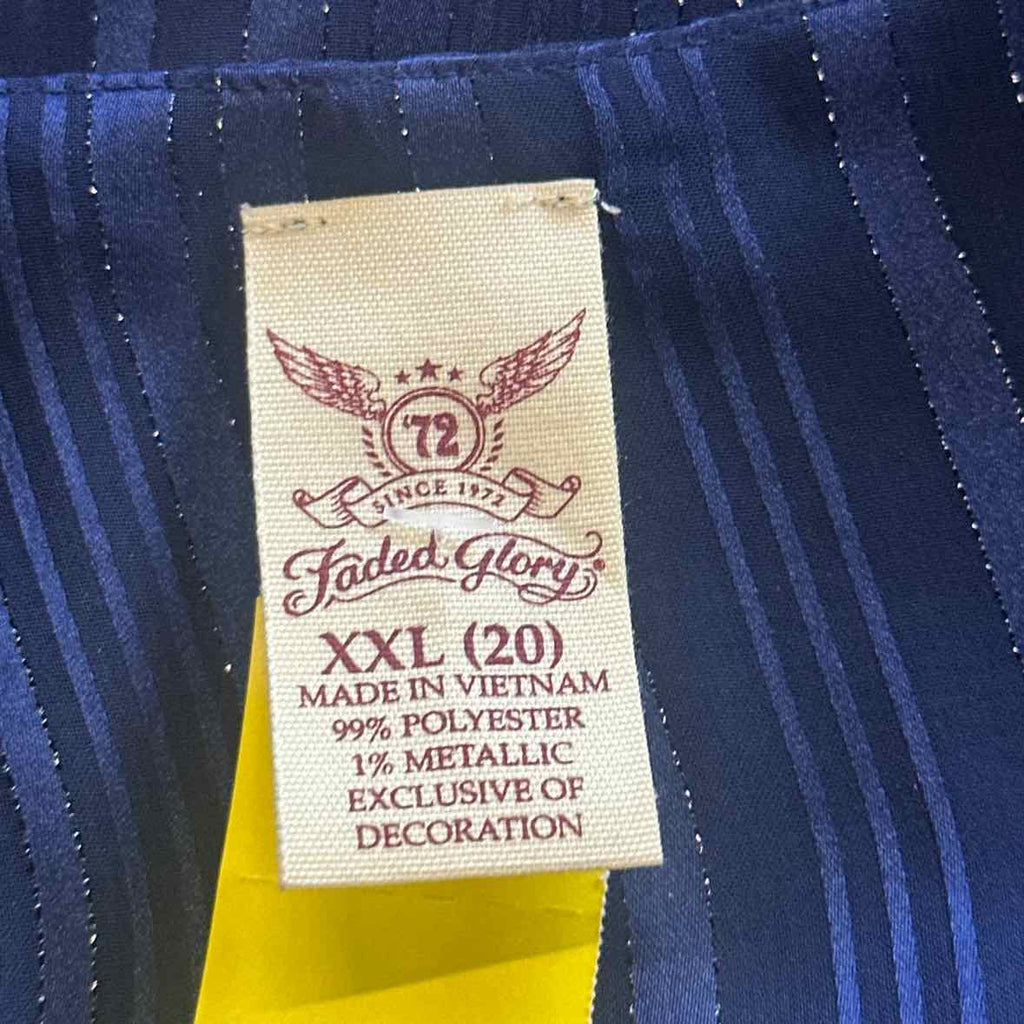 '72
SINCE 1972
Faded Glory®
XXL (20)
MADE IN VIETNAM
99% POLYESTER
1% METALLIC
EXCLUSIVE OF
DECORATION